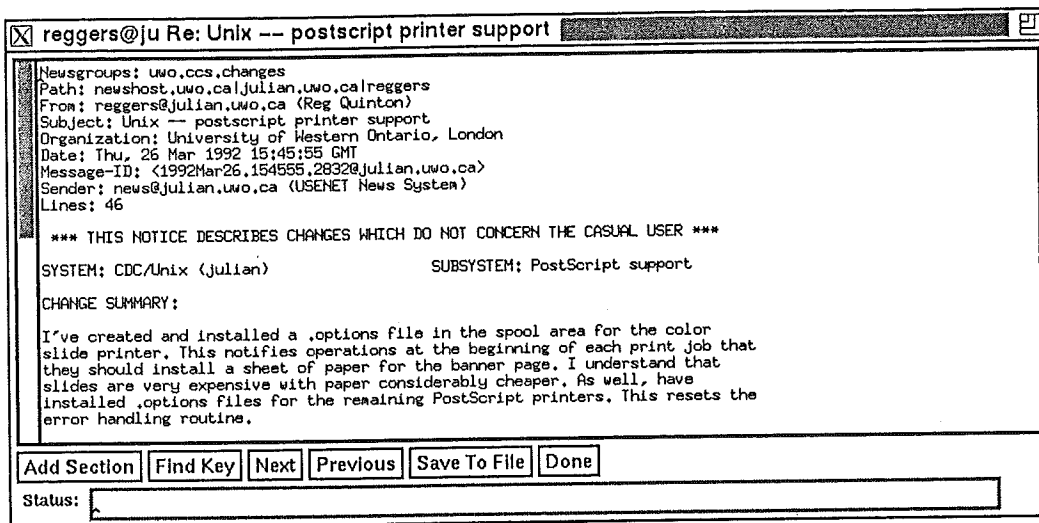 reggers@ju Re: Unix -- postscript printer support
Newsgroups: uwo.ccs.changes
Path: newshost.uwo.ca|julian.uwo.ca|reggers
From: reggers@julian.uwo.ca (Reg Quinton)
Subject: Unix -- postscript printer support
Organization: University of Western Ontario, London
Date: Thu, 26 Mar 1992 15:45:55 GMT
Message-ID: <1992Mar26.154555.2832@julian.uwo.ca>
Sender: news@julian.uwo.ca (USENET News System)
Lines: 46
*** THIS NOTICE DESCRIBES CHANGES WHICH DO NOT CONCERN THE CASUAL USER ***
SYSTEM: CDC/Unix (julian) SUBSYSTEM: PostScript support
CHANGE SUMMARY:
I've created and installed a .options file in the spool area for the color
slide printer. This notifies operations at the beginning of each print job that
they should install a sheet of paper for the banner page. I understand that
slides are very expensive with paper considerably cheaper. As well, have
installed .options files for the remaining PostScript printers. This resets the
error handling routine.
Add Section Find Key Next Previous Save To File Done
Status: